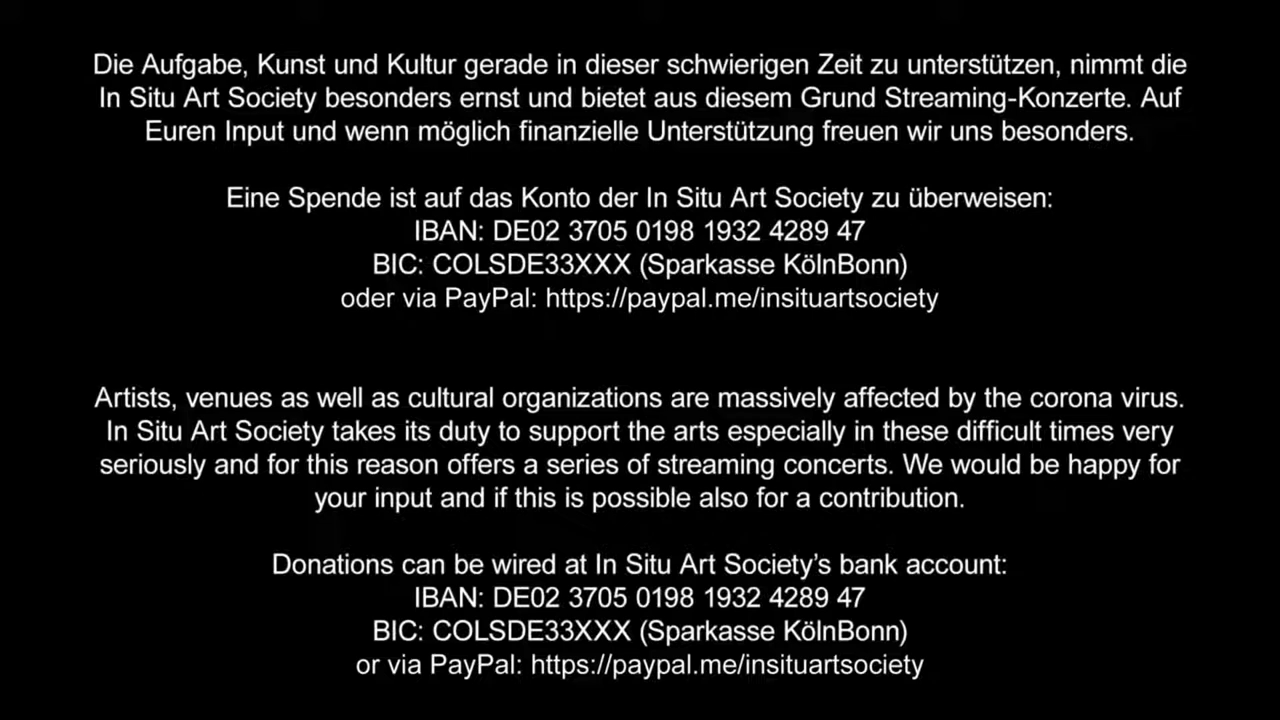 Die Aufgabe, Kunst und Kultur gerade in dieser schwierigen Zeit zu unterstützen, nimmt die
In Situ Art Society besonders ernst und bietet aus diesem Grund Streaming-Konzerte. Auf
Euren Input und wenn möglich finanzielle Unterstützung freuen wir uns besonders.
Eine Spende ist auf das Konto der In Situ Art Society zu überweisen:
IBAN: DE02 3705 0198 1932 4289 47
BIC: COLSDE33XXX (Sparkasse KölnBonn)
oder via PayPal: https://paypal.me/insituartsociety
Artists, venues as well as cultural organizations are massively affected by the corona virus.
In Situ Art Society takes its duty to support the arts especially in these difficult times very
seriously and for this reason offers a series of streaming concerts. We would be happy for
your input and if this is possible also for a contribution.
Donations can be wired at In Situ Art Society’s bank account:
IBAN: DE02 3705 0198 1932 4289 47
BIC: COLSDE33XXX (Sparkasse KölnBonn)
or via PayPal: https://paypal.me/insituartsociety